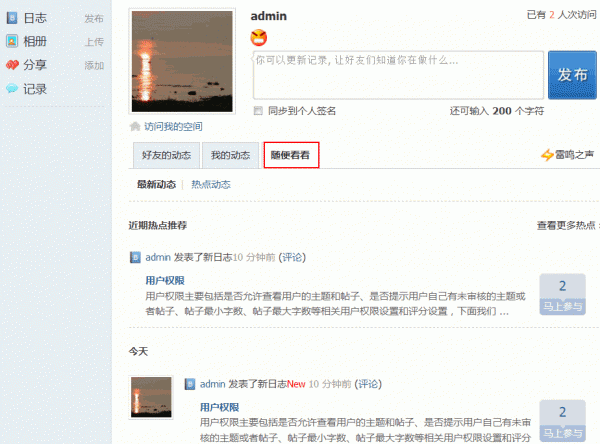 日志 发布
相册 上传
分享 添加
记录
admin
已有 2 人次访问
你可以更新记录, 让好友们知道你在做什么...
发布
同步到个人签名
还可输入 200 个字符
访问我的空间
好友的动态 我的动态 随便看看
雷鸣之声
最新动态 | 热点动态
近期热点推荐
查看更多热点
admin 发表了新日志10 分钟前 (评论)
用户权限
用户权限主要包括是否允许查看用户的主题和帖子、是否提示用户自己有未审核的主题或
者帖子、帖子最小字数、帖子最大字数等相关用户权限设置和评分设置，下面我们 ...
2
马上参与
今天
admin 发表了新日志New 10 分钟前 (评论)
用户权限
用户权限主要包括是否允许查看用户的主题和帖子、是否提示用户自己有未审
的主题或者帖子、帖子最小字数、帖子最大字数等相关用户权限设置和评分
2
马上参与